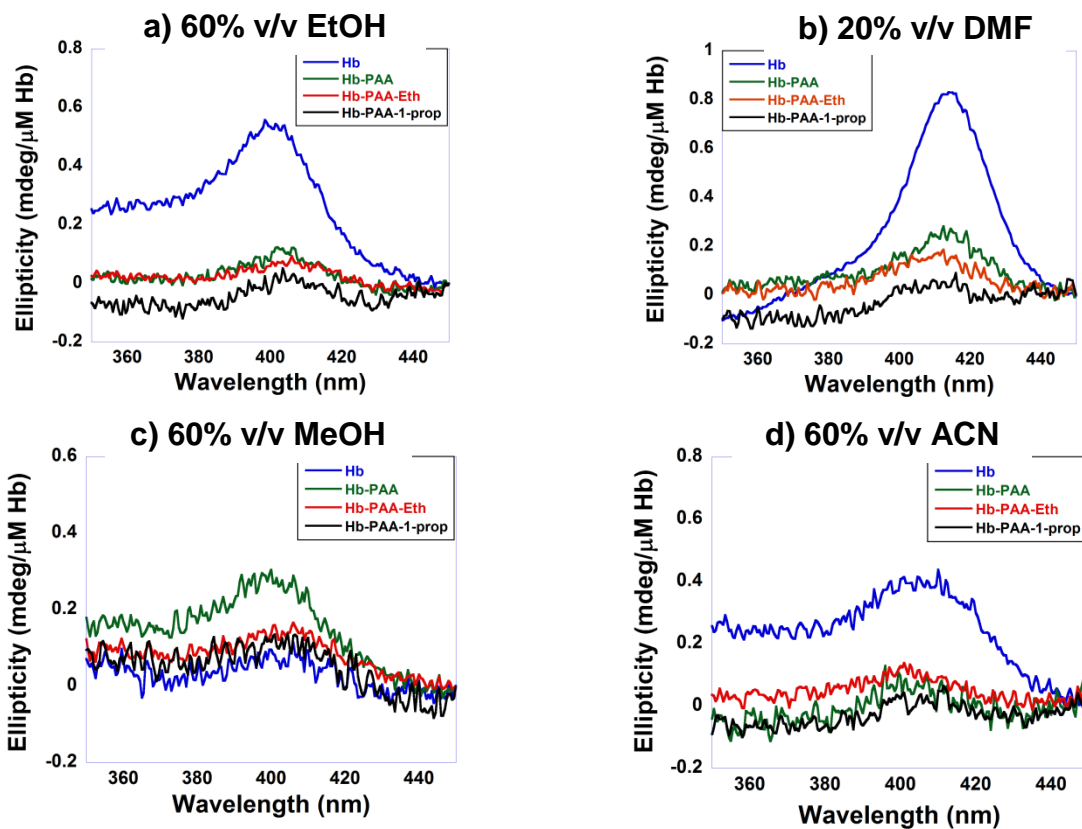 a) 60% v/v EtOH
0.8
0.6
0.4
0.2
0
-0.2
Ellipticity (mdeg/μM Hb)
Hb
Hb-PAA
Hb-PAA-Eth
Hb-PAA-1-prop
360 380 400 420 440
Wavelength (nm)
b) 20% v/v DMF
1
0.8
0.6
0.4
0.2
0
-0.2
Ellipticity (mdeg/μM Hb)
Hb
Hb-PAA
Hb-PAA-Eth
Hb-PAA-1-prop
360 380 400 420 440
Wavelength (nm)
c) 60% v/v MeOH
0.6
0.4
0.2
0
-0.2
Ellipticity (mdeg/μM Hb)
Hb
Hb-PAA
Hb-PAA-Eth
Hb-PAA-1-prop
360 380 400 420 440
Wavelength (nm)
d) 60% v/v ACN
0.8
0.6
0.4
0.2
0
-0.2
Ellipticity (mdeg/μM Hb)
Hb
Hb-PAA
Hb-PAA-Eth
Hb-PAA-1-prop
360 380 400 420 440
Wavelength (nm)